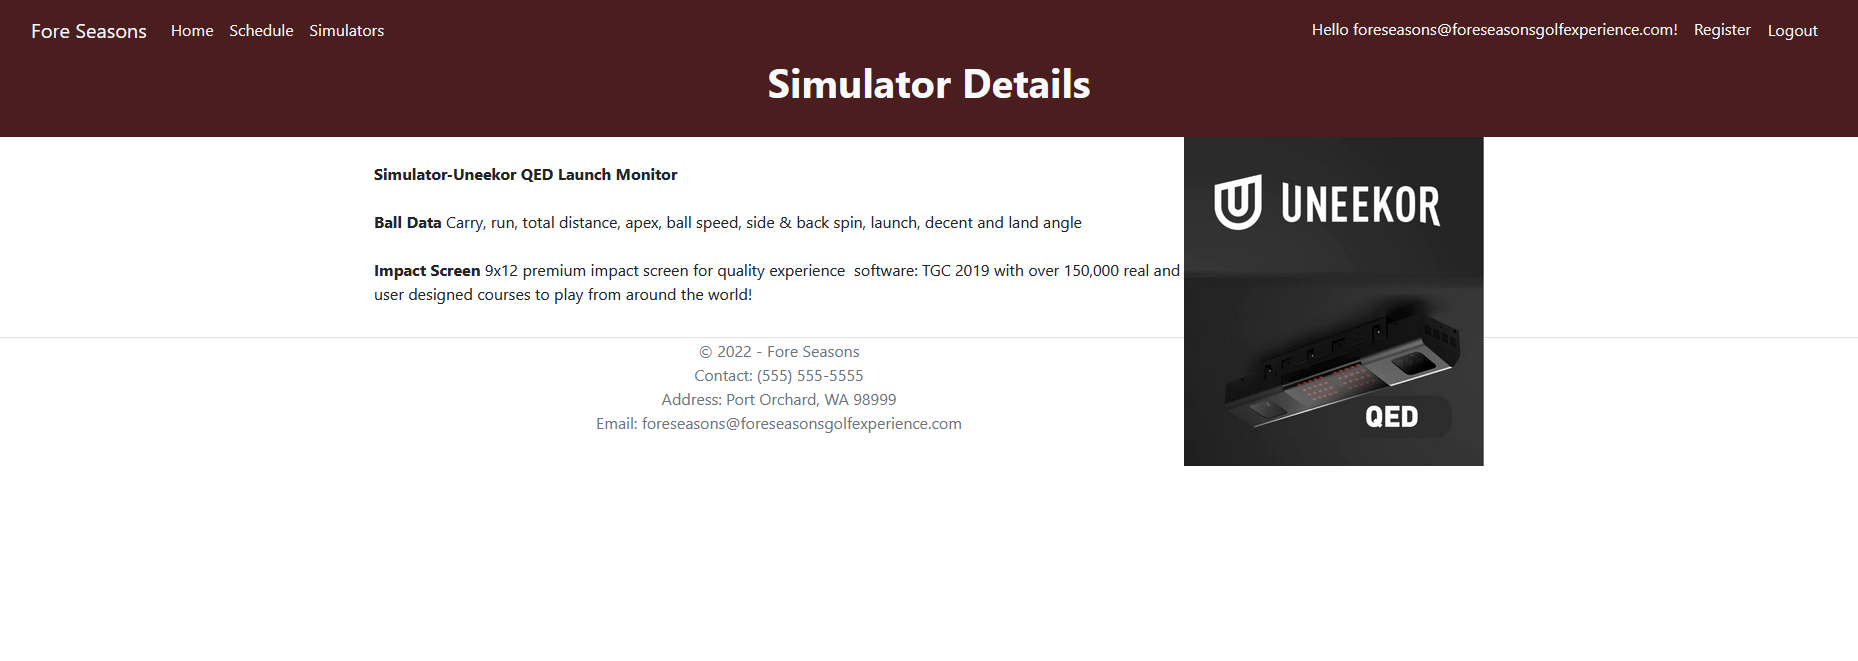 Fore Seasons Home Schedule Simulators Hello foreseasons@foreseasonsgolfexperience.com! Register Logout
Simulator Details
Simulator-Uneekor QED Launch Monitor
Ball Data Carry, run, total distance, apex, ball speed, side & back spin, launch, decent and land angle
Impact Screen 9x12 premium impact screen for quality experience  software: TGC 2019 with over 150,000 real and
user designed courses to play from around the world!
UNEEKOR
QED
© 2022 - Fore Seasons
Contact: (555) 555-5555
Address: Port Orchard, WA 98999
Email: foreseasons@foreseasonsgolfexperience.com